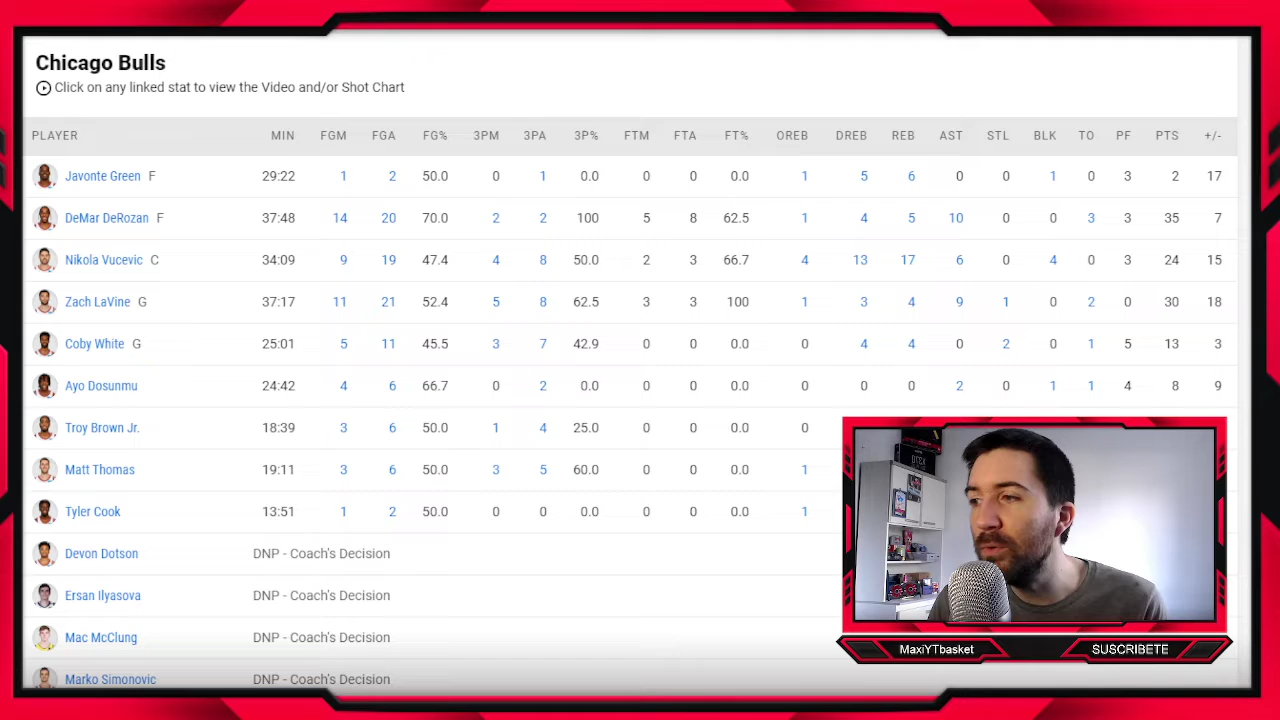 Chicago Bulls
Click on any linked stat to view the Video and/or Shot Chart
PLAYER MIN FGM FGA FG% 3PM 3PA 3P% FTM FTA FT% OREB DREB REB AST STL BLK TO PF PTS +/-
Javonte Green F 29:22 1 2 50.0 0 1 0.0 0 0 0.0 1 5 6 0 0 1 0 3 2 17
DeMar DeRozan F 37:48 14 20 70.0 2 2 100 5 8 62.5 1 4 5 10 0 0 3 3 35 7
Nikola Vucevic C 34:09 9 19 47.4 4 8 50.0 2 3 66.7 4 13 17 6 0 4 0 3 24 15
Zach LaVine G 37:17 11 21 52.4 5 8 62.5 3 3 100 1 3 4 9 1 0 2 0 30 18
Coby White G 25:01 5 11 45.5 3 7 42.9 0 0 0.0 0 4 4 0 2 0 1 5 13 3
Ayo Dosunmu 24:42 4 6 66.7 0 2 0.0 0 0 0.0 0 0 0 2 0 1 1 4 8 9
Troy Brown Jr. 18:39 3 6 50.0 1 4 25.0 0 0 0.0 0
Matt Thomas 19:11 3 6 50.0 3 5 60.0 0 0 0.0 1
Tyler Cook 13:51 1 2 50.0 0 0 0.0 0 0 0.0 1
Devon Dotson DNP - Coach's Decision
Ersan Ilyasova DNP - Coach's Decision
Mac McClung DNP - Coach's Decision
Marko Simonovic DNP - Coach's Decision
MaxiYTbasket SUSCRIBETE